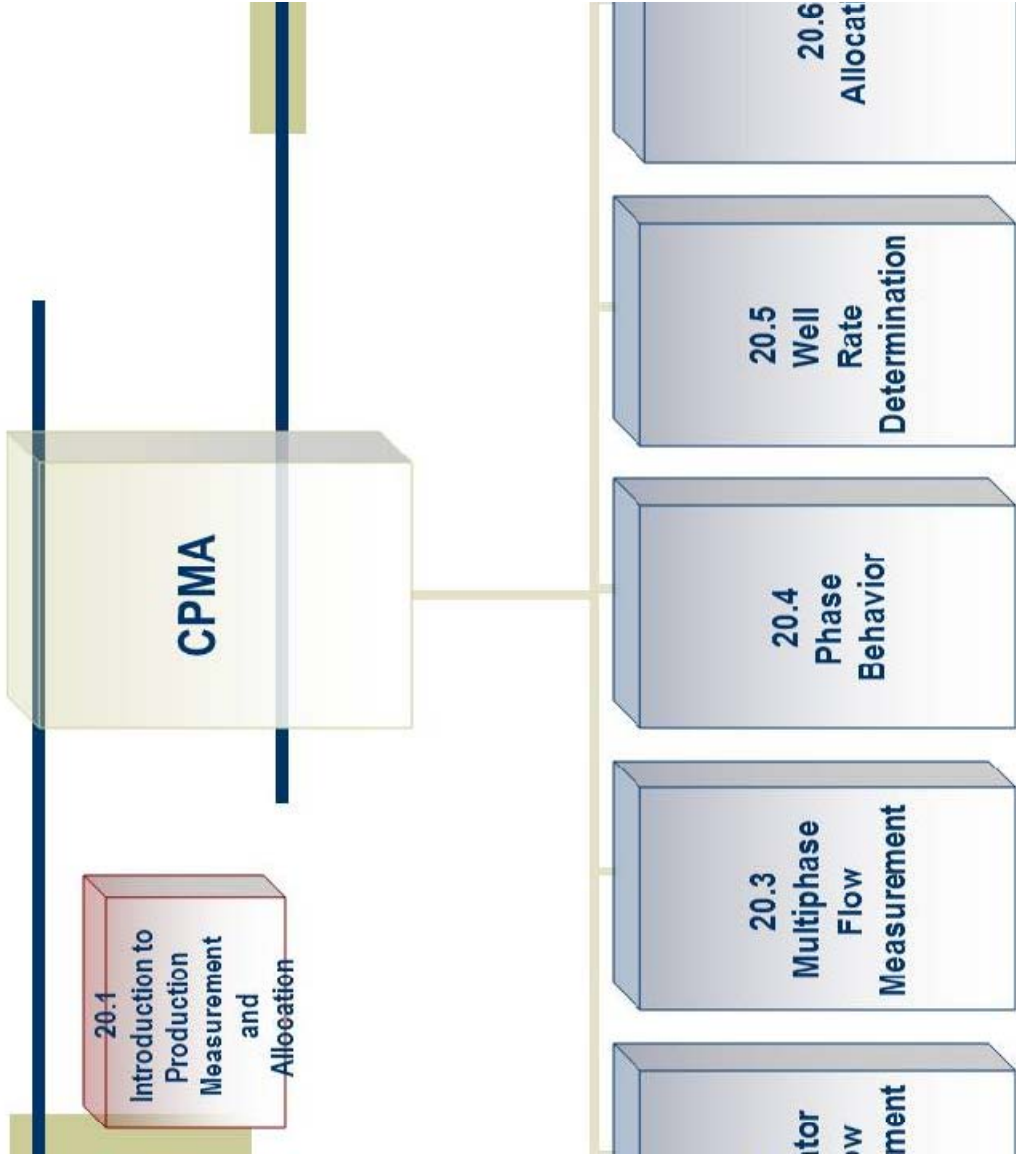 CPMA
20.1
Introduction to
Production
Measurement
and
Allocation
ment
20.3
Multiphase
Flow
Measurement
20.4
Phase
Behavior
20.5
Well
Rate
Determination
20.6